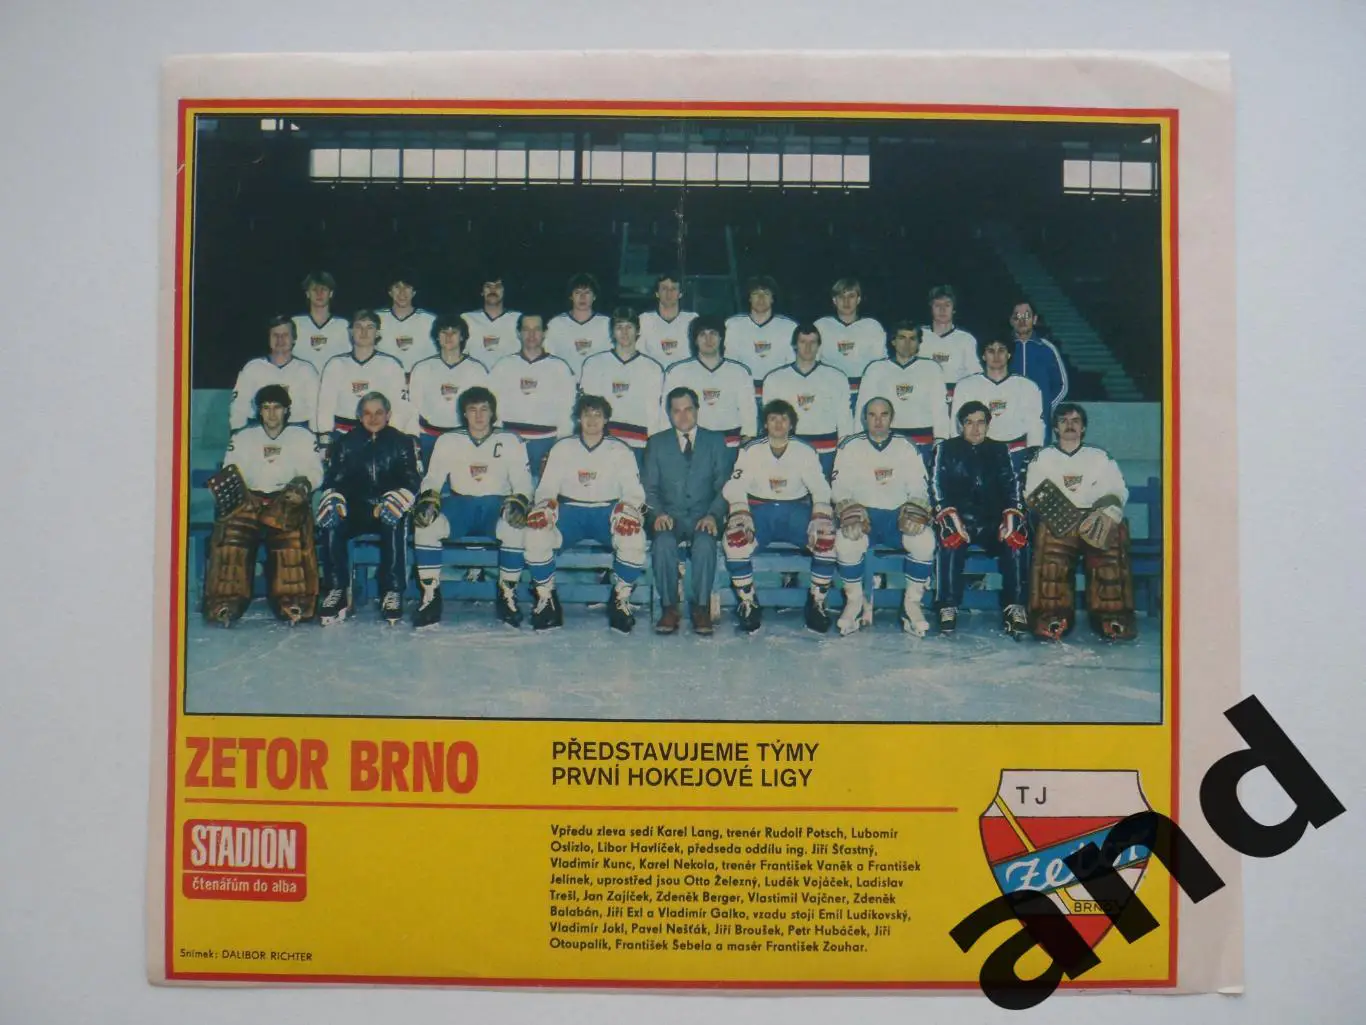 ZETOR BRNO
PŘEDSTAVUJEME TÝMY
PRVNÍ HOKEJOVÉ LIGY
STADIÓN
čtenářům do alba
Vpředu zleva sedí Karel Lang, trenér Rudolf Potsch, Lubomír
Oslizlo, Libor Havlíček, předseda oddílu ing. Jiří Šťastný,
Vladimír Kunc, Karel Nekola, trenér František Vaněk a František
Jelínek, uprostřed jsou Otto Železný, Luděk Vojáček, Ladislav
Trešl, Jan Zajíček, Zdeněk Berger, Vlastimil Vajčner, Zdeněk
Balabán, Jiří Exl a Vladimír Galko, vzadu stojí Emil Ludikovský,
Vladimír Jokl, Pavel Nešťák, Jiří Broušek, Petr Hubáček, Jiří
Otoupalík, František Šebela a masér František Zouhar.
Snímek: DALIBOR RICHTER
TJ
Zetor
BRNO
C
and